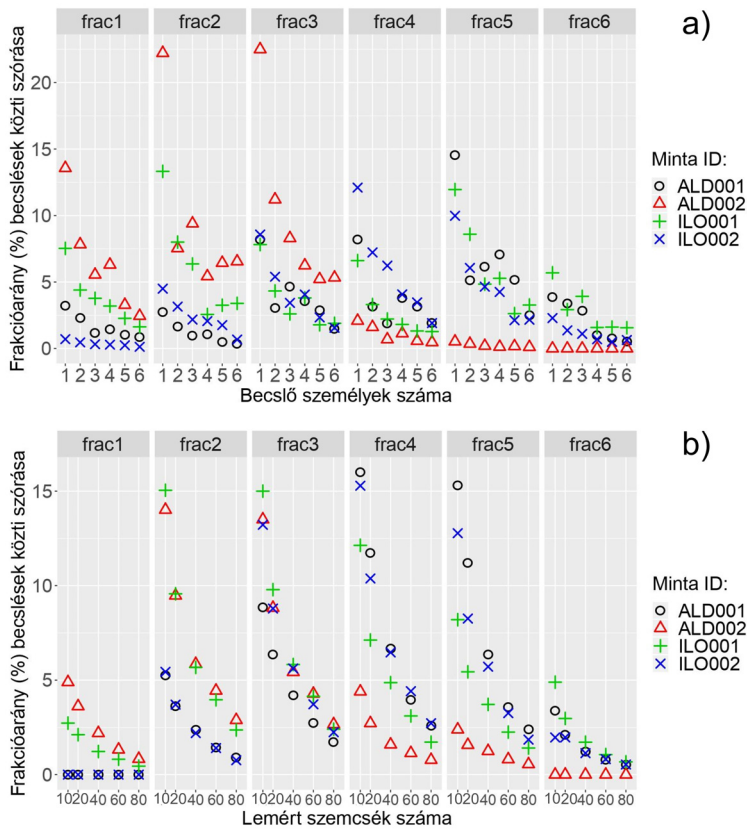 a)
frac1 frac2 frac3 frac4 frac5 frac6
Frakcióarány (%) becslések közti szórása
20
15
10
5
0
1 2 3 4 5 6 1 2 3 4 5 6 1 2 3 4 5 6 1 2 3 4 5 6 1 2 3 4 5 6 1 2 3 4 5 6
Becslő személyek száma
Minta ID:
ALD001
ALD002
ILO001
ILO002
b)
frac1 frac2 frac3 frac4 frac5 frac6
Frakcióarány (%) becslések közti szórása
15
10
5
0
1020 40 60 80 1020 40 60 80 1020 40 60 80 1020 40 60 80 1020 40 60 80 1020 40 60 80
Lemért szemcsék száma
Minta ID:
ALD001
ALD002
ILO001
ILO002